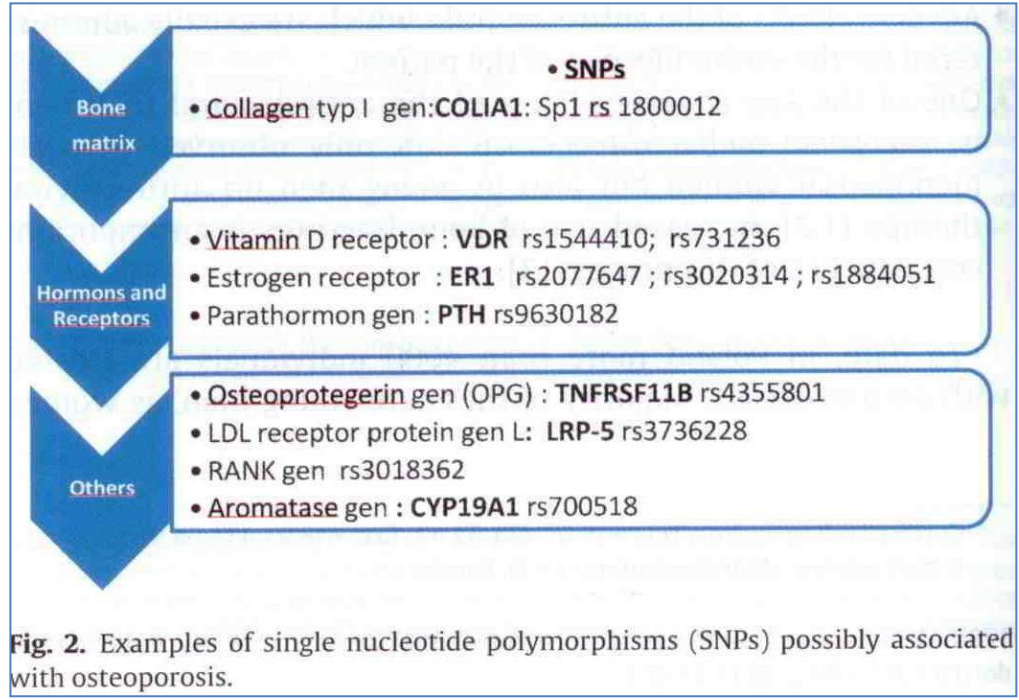 Bone
matrix
• SNPs
• Collagen typ I gen:COLIA1: Sp1 rs 1800012
Hormons and
Receptors
• Vitamin D receptor : VDR rs1544410; rs731236
• Estrogen receptor : ER1 rs2077647 ; rs3020314 ; rs1884051
• Parathormon gen : PTH rs9630182
Others
• Osteoprotegerin gen (OPG) : TNFRSF11B rs4355801
• LDL receptor protein gen L: LRP-5 rs3736228
• RANK gen rs3018362
• Aromatase gen : CYP19A1 rs700518
Fig. 2. Examples of single nucleotide polymorphisms (SNPs) possibly associated
with osteoporosis.